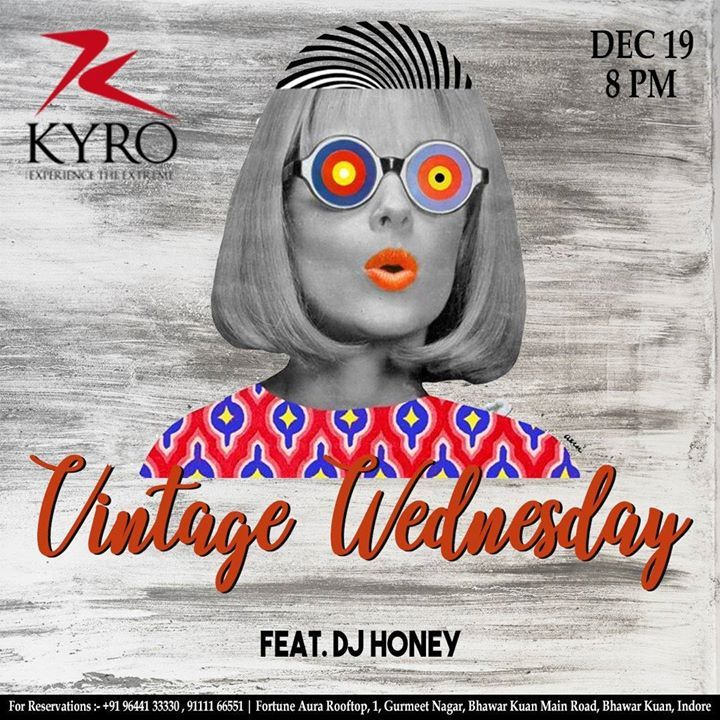 KYRO
EXPERIENCE THE EXTREME
DEC 19
8 PM
Vintage Wednesday
FEAT. DJ HONEY
For Reservations :- +91 96441 33330 , 91111 66551 | Fortune Aura Rooftop, 1, Gurmeet Nagar, Bhawar Kuan Main Road, Bhawar Kuan, Indore